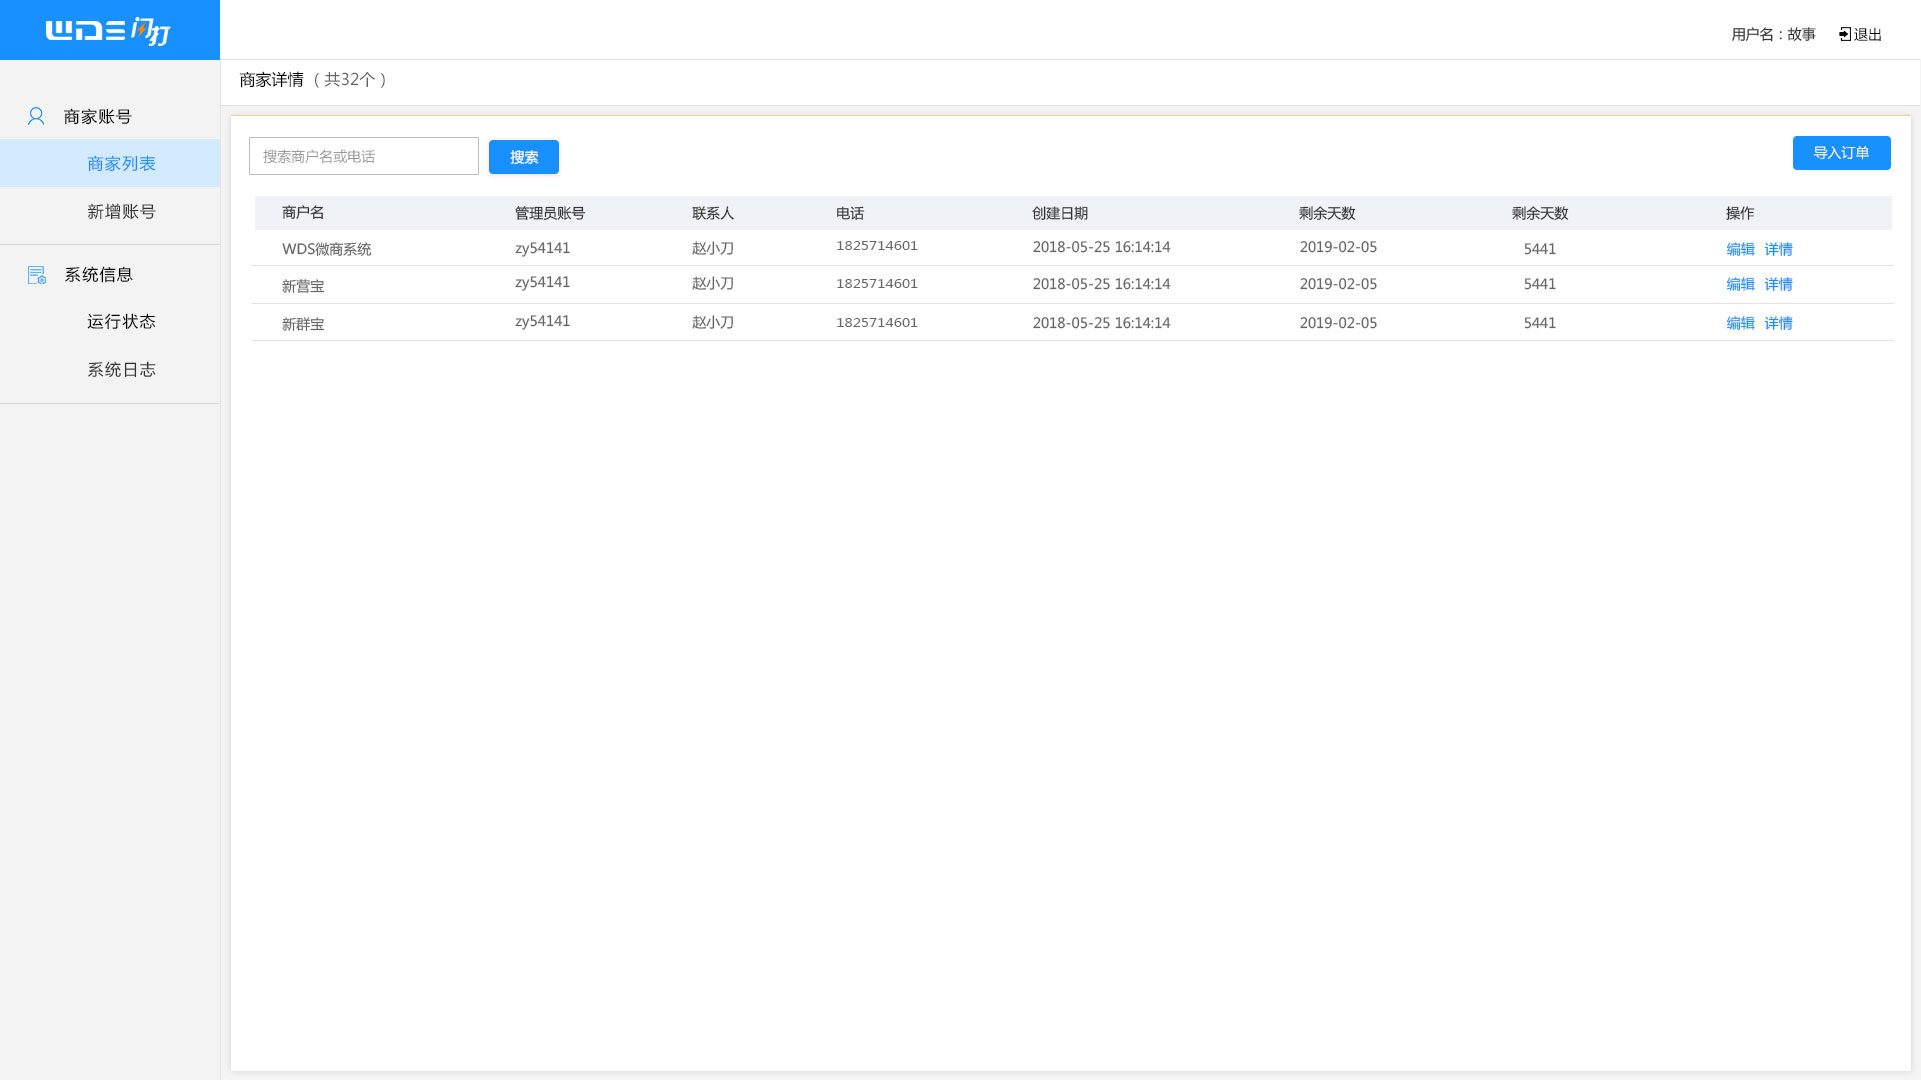 WDS闪打
用户名：故事 退出
商家详情（共32个）
商家账号
商家列表
新增账号
系统信息
运行状态
系统日志
搜索商户名或电话 搜索 导入订单
商户名 管理员账号 联系人 电话 创建日期 剩余天数 剩余天数 操作
WDS微商系统 zy54141 赵小刀 1825714601 2018-05-25 16:14:14 2019-02-05 5441 编辑 详情
新营宝 zy54141 赵小刀 1825714601 2018-05-25 16:14:14 2019-02-05 5441 编辑 详情
新群宝 zy54141 赵小刀 1825714601 2018-05-25 16:14:14 2019-02-05 5441 编辑 详情